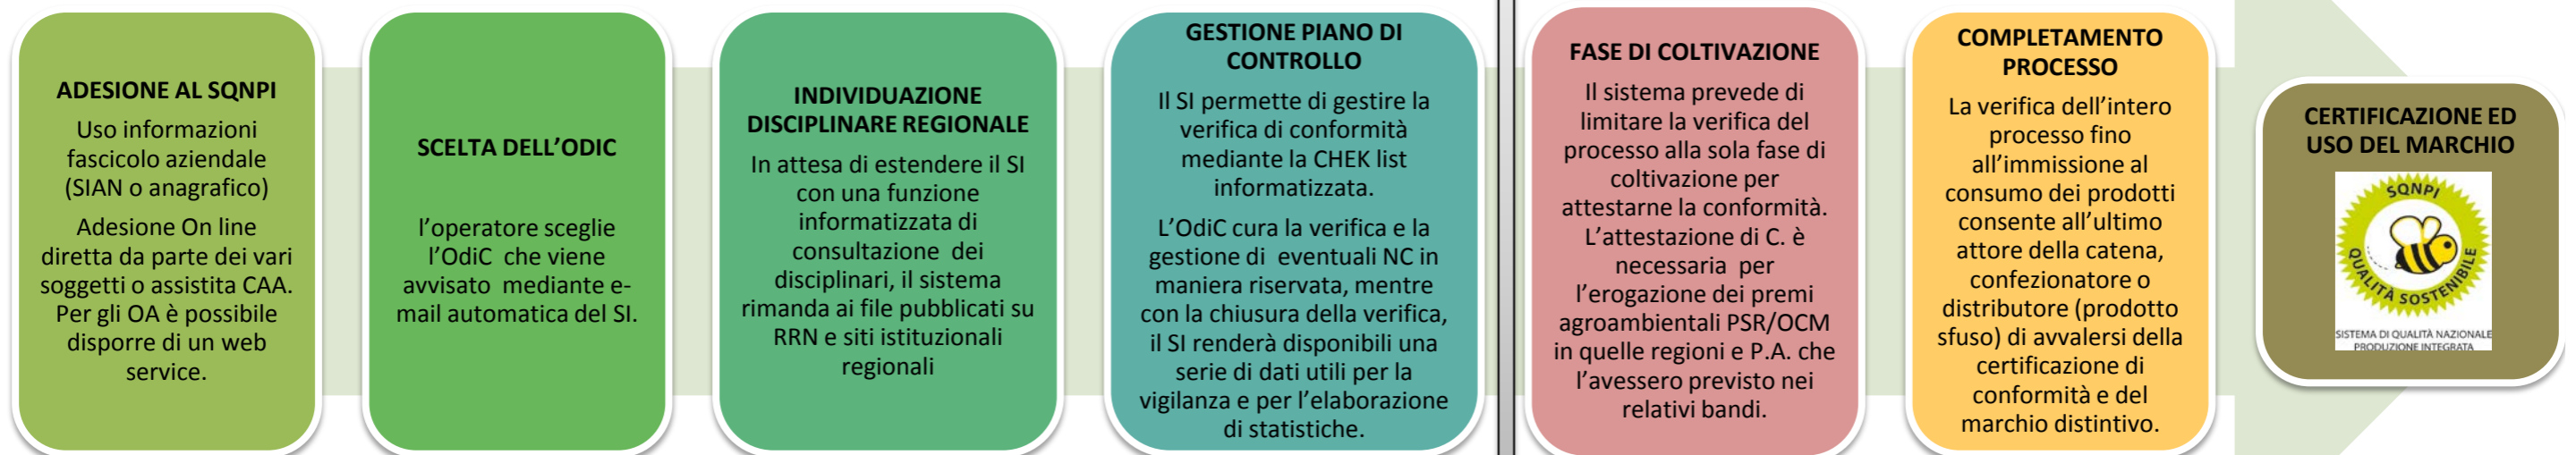 ADESIONE AL SQNPI
Uso informazioni
fascicolo aziendale
(SIAN o anagrafico)
Adesione On line
diretta da parte dei vari
soggetti o assistita CAA.
Per gli OA è possibile
disporre di un web
service.
SCELTA DELL'ODIC
l'operatore sceglie
l'OdiC che viene
avvisato mediante e-
mail automatica del SI.
INDIVIDUAZIONE
DISCIPLINARE REGIONALE
In attesa di estendere il SI
con una funzione
informatizzata di
consultazione dei
disciplinari, il sistema
rimanda ai file pubblicati su
RRN e siti istituzionali
regionali
GESTIONE PIANO DI
CONTROLLO
Il SI permette di gestire la
verifica di conformità
mediante la CHEK list
informatizzata.
L'OdiC cura la verifica e la
gestione di eventuali NC in
maniera riservata, mentre
con la chiusura della verifica,
il SI renderà disponibili una
serie di dati utili per la
vigilanza e per l'elaborazione
di statistiche.
FASE DI COLTIVAZIONE
Il sistema prevede di
limitare la verifica del
processo alla sola fase di
coltivazione per
attestarne la conformità.
L'attestazione di C. è
necessaria per
l'erogazione dei premi
agroambientali PSR/OCM
in quelle regioni e P.A. che
l'avessero previsto nei
relativi bandi.
COMPLETAMENTO
PROCESSO
La verifica dell'intero
processo fino
all'immissione al
consumo dei prodotti
consente all'ultimo
attore della catena,
confezionatore o
distributore (prodotto
sfuso) di avvalersi della
certificazione di
conformità e del
marchio distintivo.
CERTIFICAZIONE ED
USO DEL MARCHIO
SQNPI
QUALITÀ SOSTENIBILE
SISTEMA DI QUALITÀ NAZIONALE
PRODUZIONE INTEGRATA